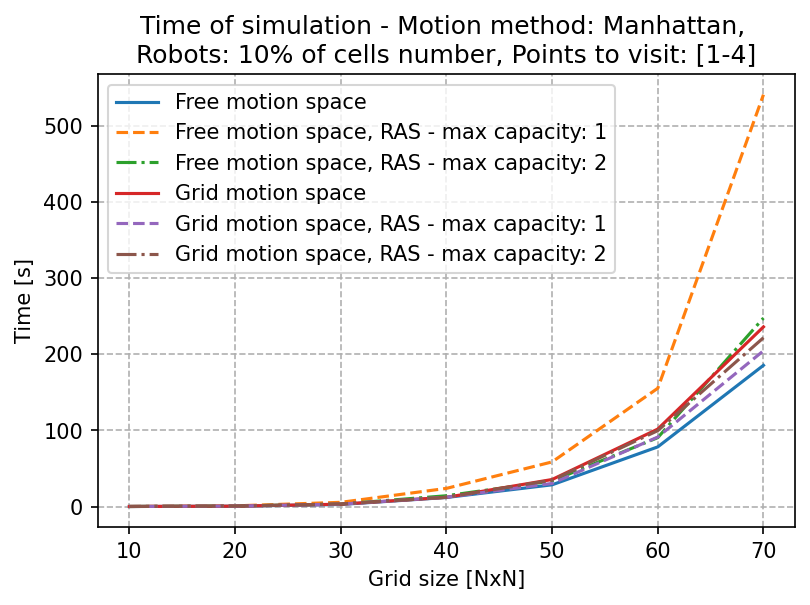 Time of simulation - Motion method: Manhattan,
Robots: 10% of cells number, Points to visit: [1-4]
Free motion space
Free motion space, RAS - max capacity: 1
Free motion space, RAS - max capacity: 2
Grid motion space
Grid motion space, RAS - max capacity: 1
Grid motion space, RAS - max capacity: 2
Time [s]
500
400
300
200
100
0
10 20 30 40 50 60 70
Grid size [NxN]